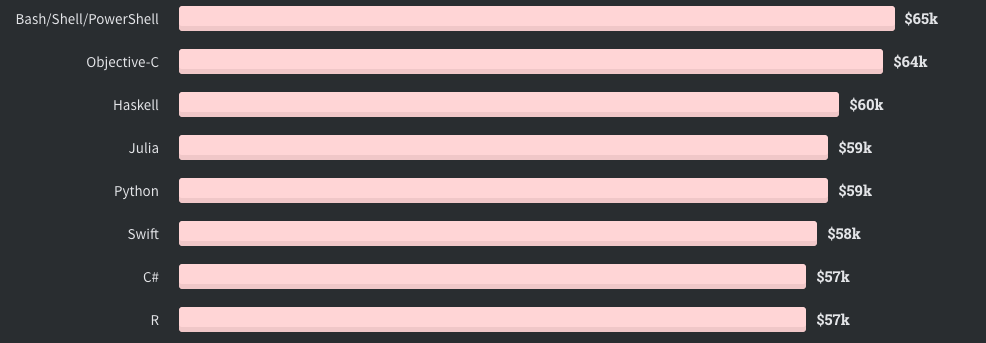 Bash/Shell/PowerShell $65k
Objective-C $64k
Haskell $60k
Julia $59k
Python $59k
Swift $58k
C# $57k
R $57k